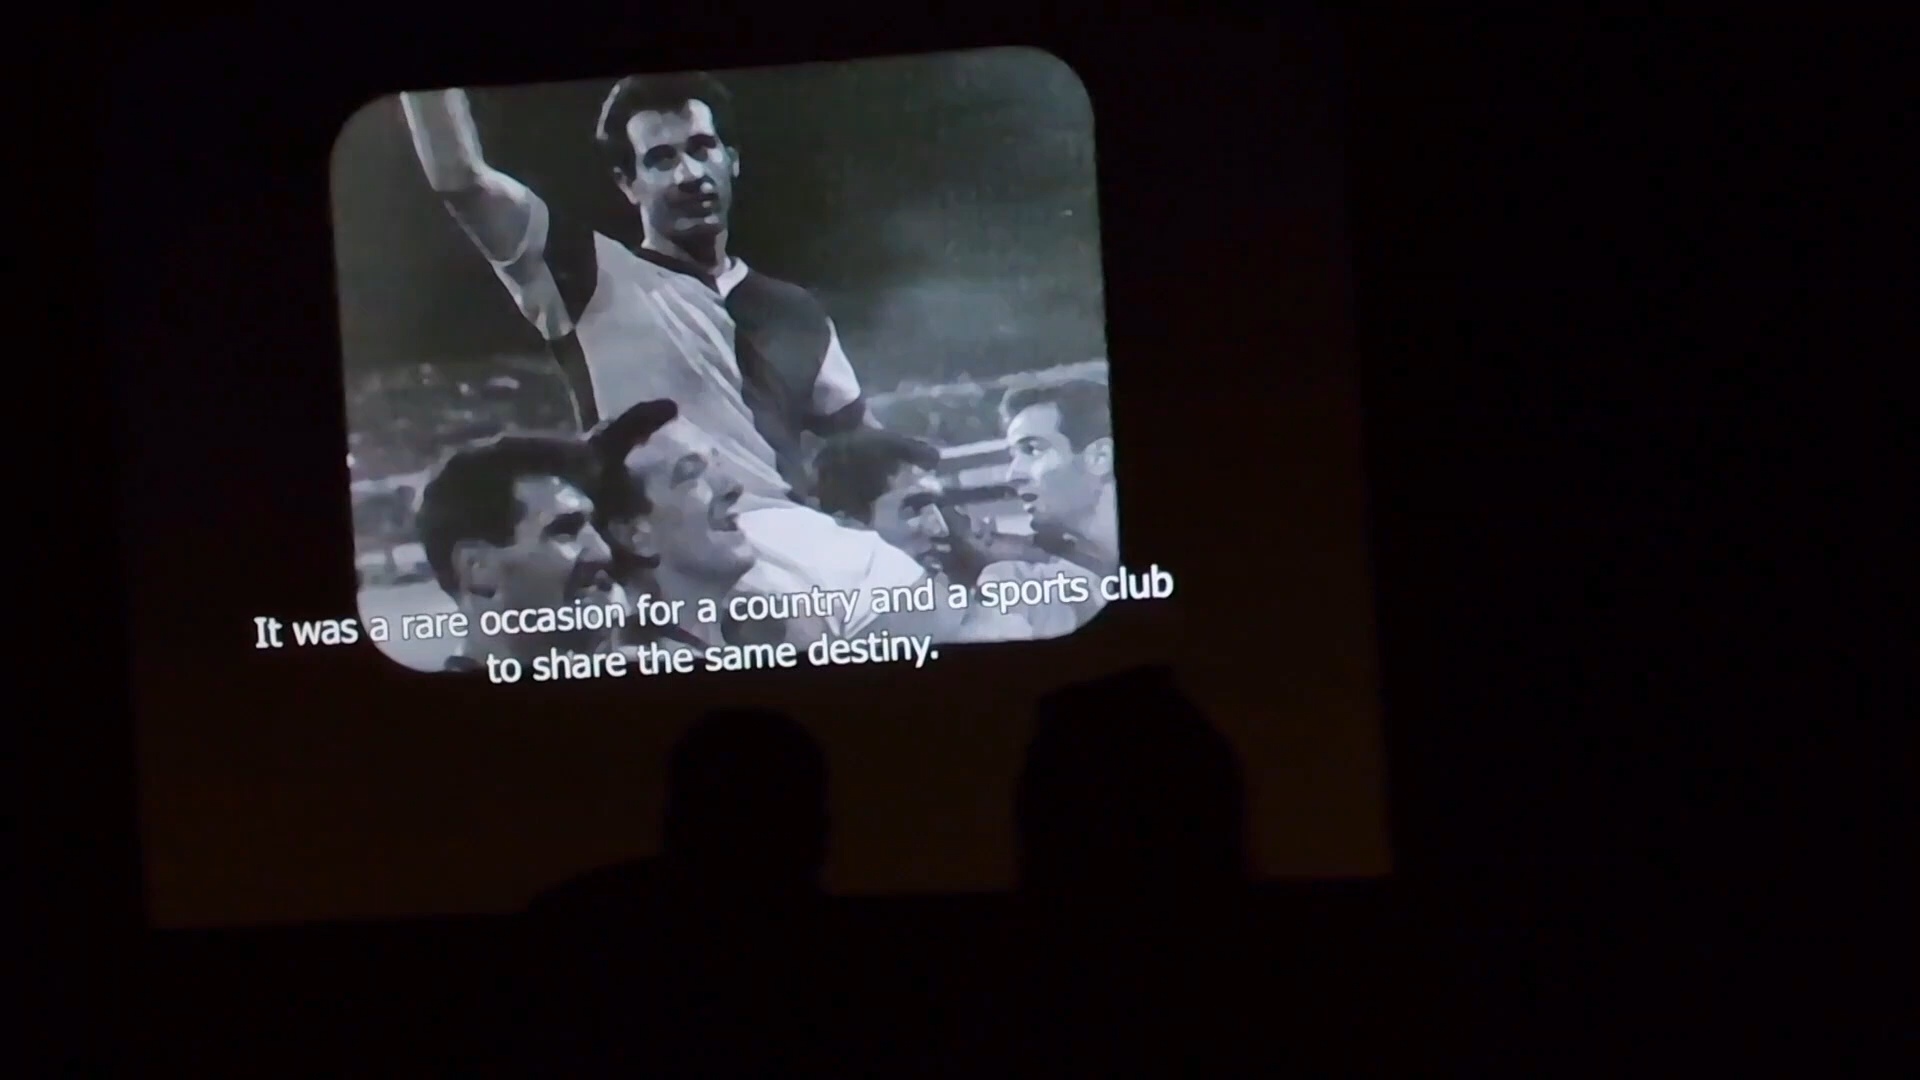 It was a rare occasion for a country and a sports club
to share the same destiny.